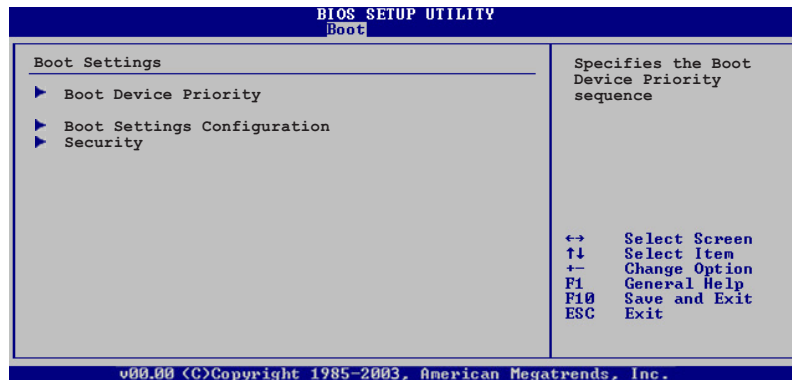 BIOS SETUP UTILITY
Boot
Boot Settings
Boot Device Priority
Boot Settings Configuration
Security
Specifies the Boot
Device Priority
sequence
←→ Select Screen
↑↓ Select Item
+− Change Option
F1 General Help
F10 Save and Exit
ESC Exit
v00.00 (C)Copyright 1985-2003, American Megatrends, Inc.